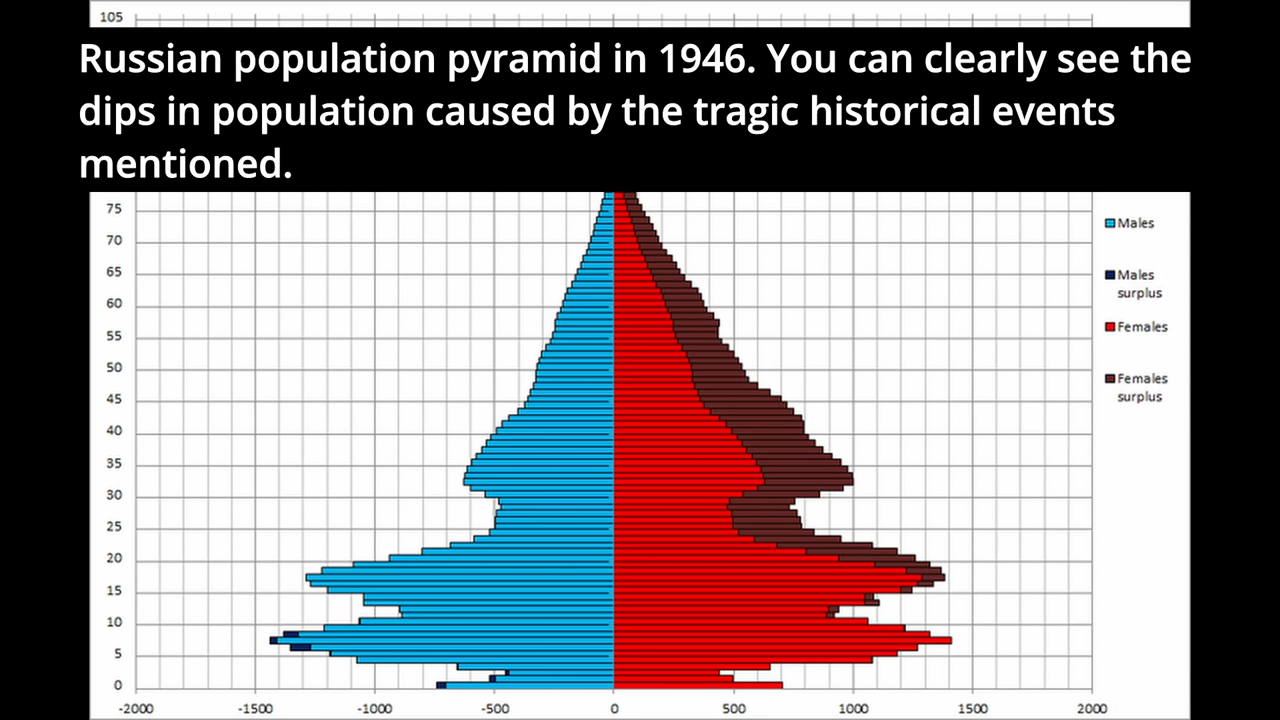 105
Russian population pyramid in 1946. You can clearly see the
dips in population caused by the tragic historical events
mentioned.
75
70
65
60
55
50
45
40
35
30
25
20
15
10
5
0
-2000 -1500 -1000 -500 0 500 1000 1500 2000
Males
Males
surplus
Females
Females
surplus